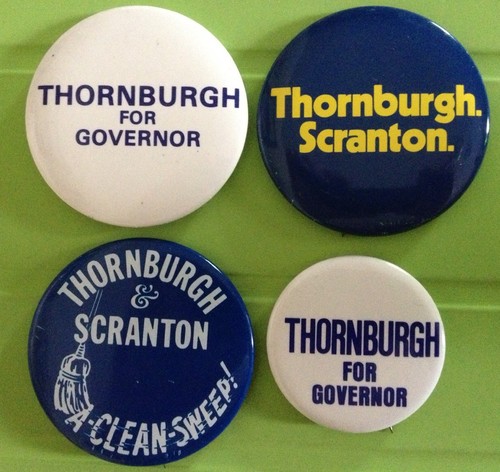 THORNBURGH
FOR
GOVERNOR
Thornburgh.
Scranton.
THORNBURGH
&
SCRANTON
A-CLEAN-SWEEP!
THORNBURGH
FOR
GOVERNOR